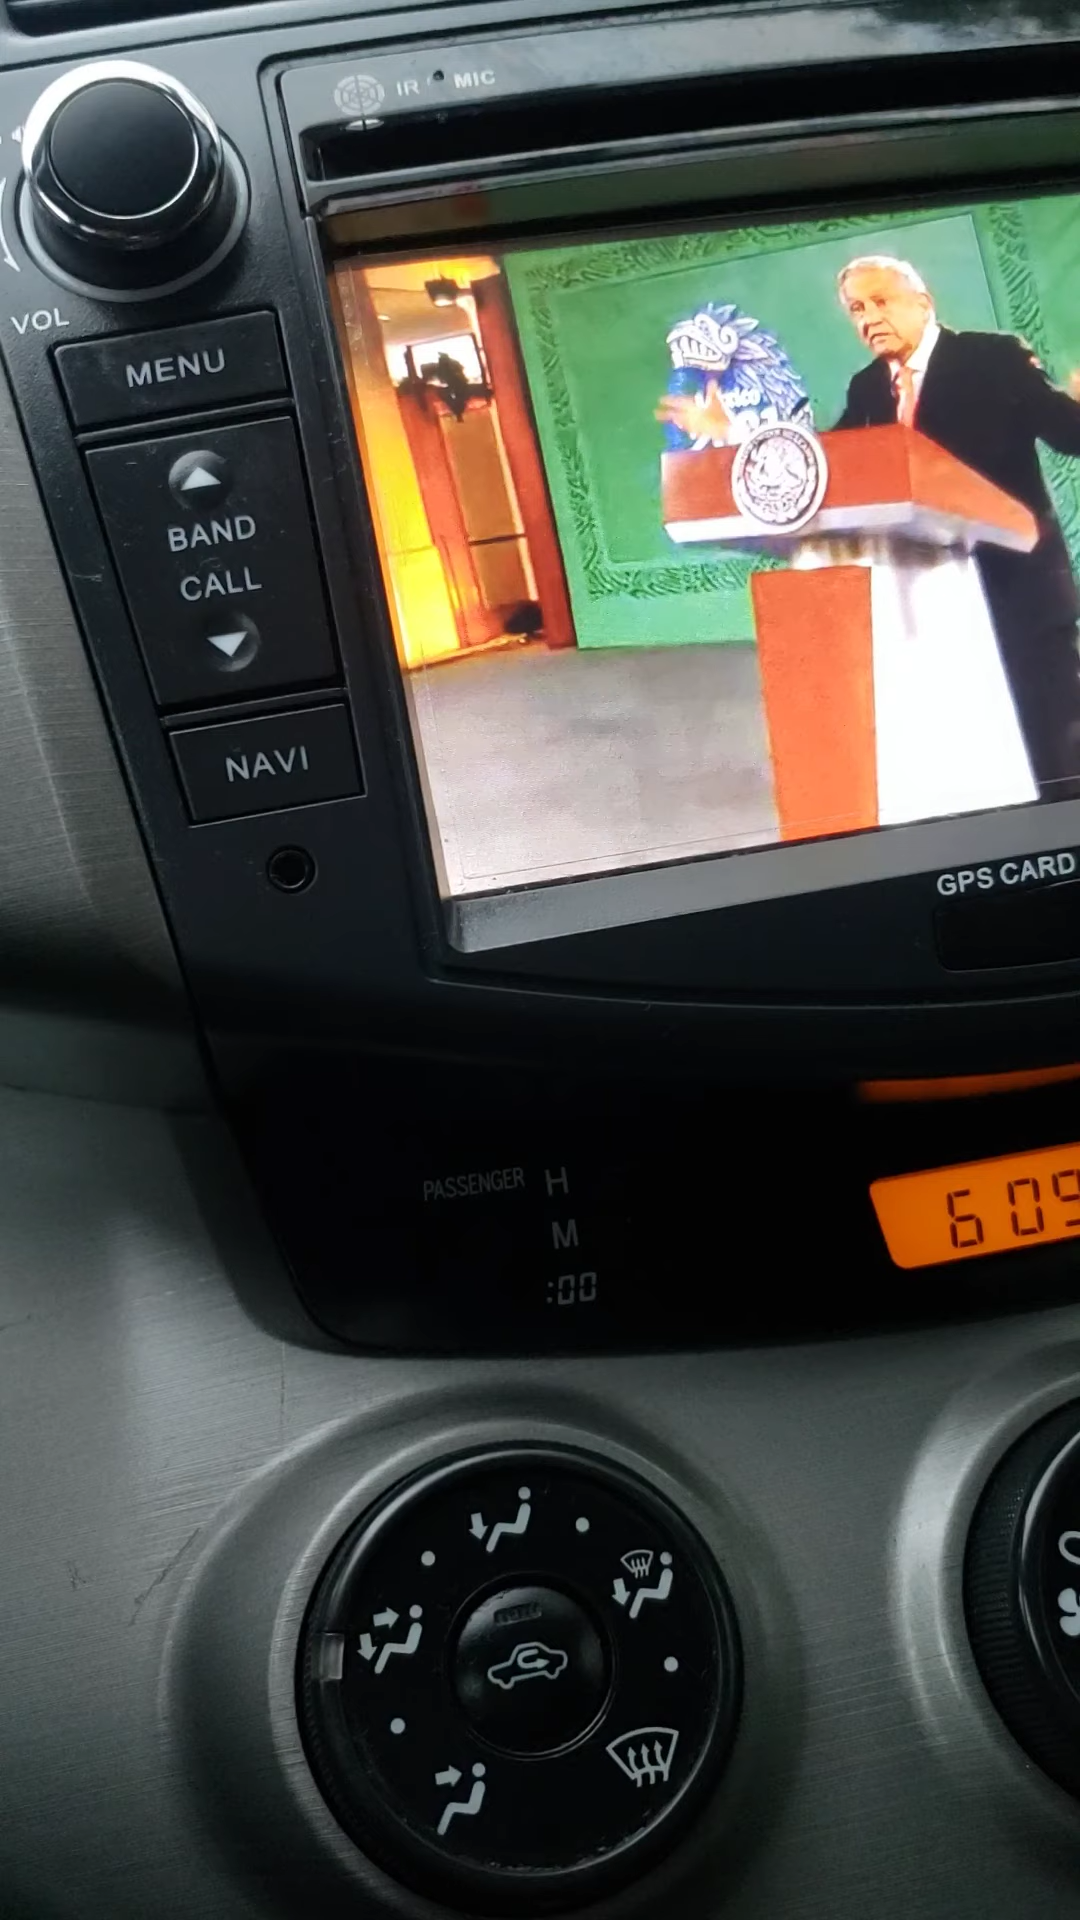 IR MIC
VOL
MENU
BAND
CALL
NAVI
GPS CARD
PASSENGER H
M
:00
609